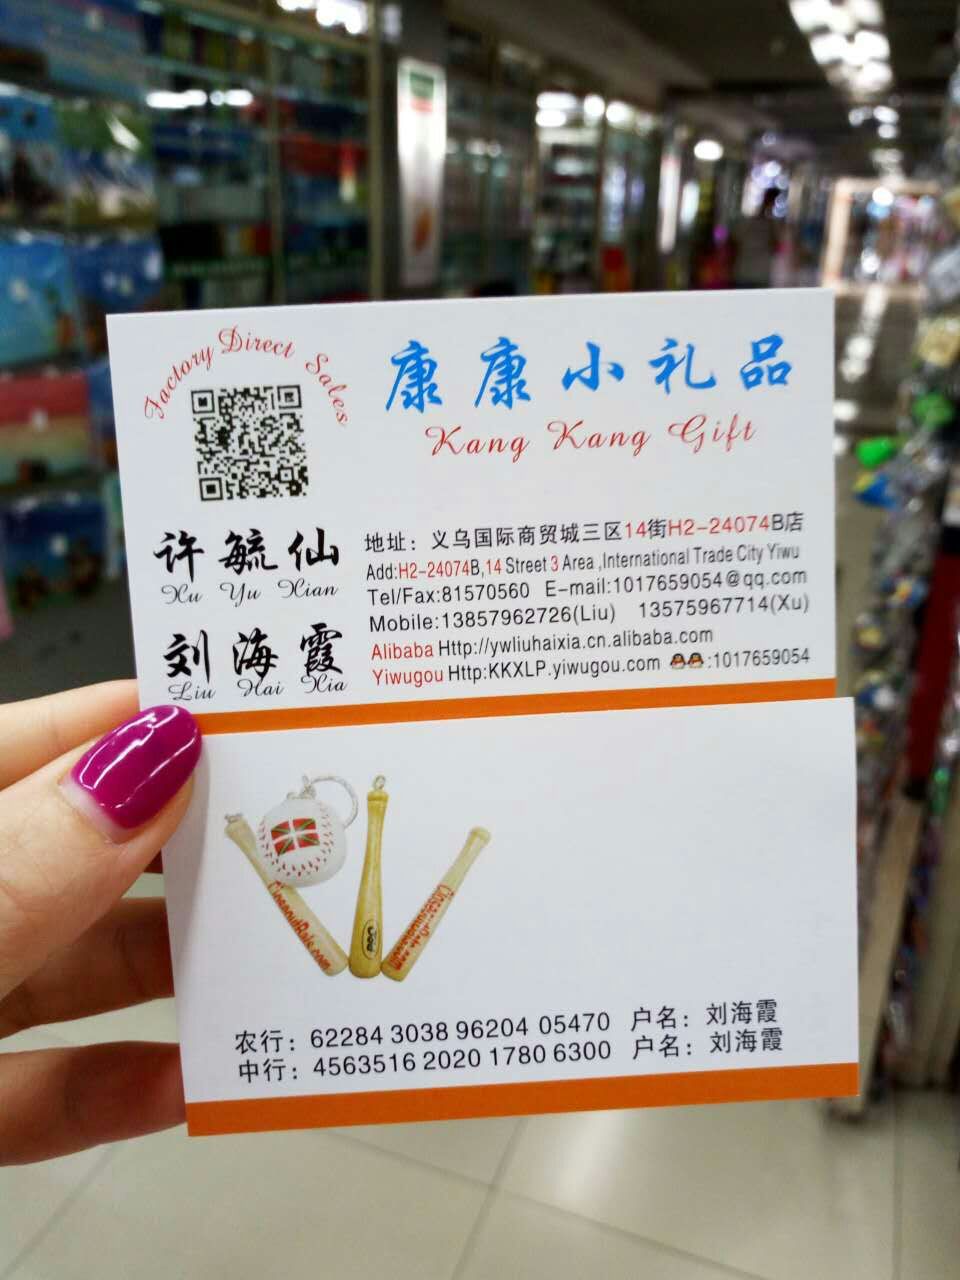 Factory Direct Sales
康康小礼品
Kang Kang Gift
许毓仙
Xu Yu Xian
刘海霞
Liu Hai Xia
地址：义乌国际商贸城三区14街H2-24074B店
Add:H2-24074B,14 Street 3 Area ,International Trade City Yiwu
Tel/Fax:81570560 E-mail:1017659054@qq.com
Mobile:13857962726(Liu) 13575967714(Xu)
Alibaba Http://ywliuhaixia.cn.alibaba.com
Yiwugou Http:KKXLP.yiwugou.com :1017659054
农行：62284 3038 96204 05470 户名：刘海霞
中行：4563516 2020 1780 6300 户名：刘海霞